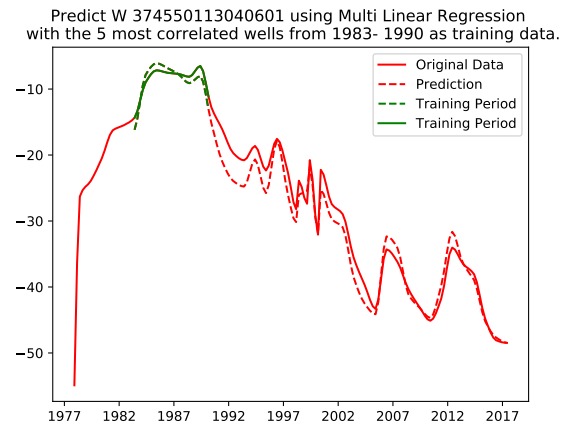 Predict W 374550113040601 using Multi Linear Regression
with the 5 most correlated wells from 1983- 1990 as training data.
Original Data
Prediction
Training Period
Training Period
−10
−20
−30
−40
−50
1977 1982 1987 1992 1997 2002 2007 2012 2017